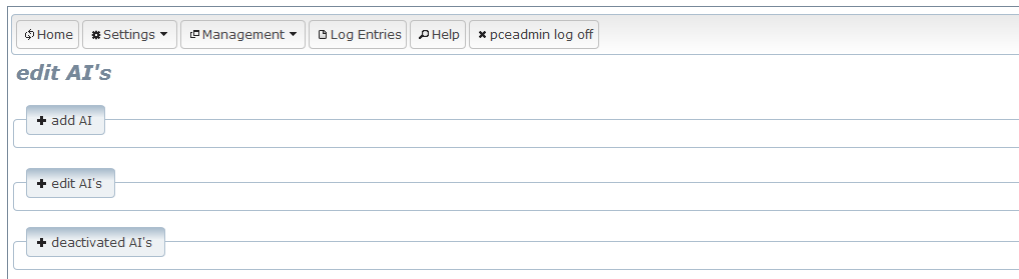 Home Settings Management Log Entries Help pceadmin log off
edit AI's
add AI
edit AI's
deactivated AI's